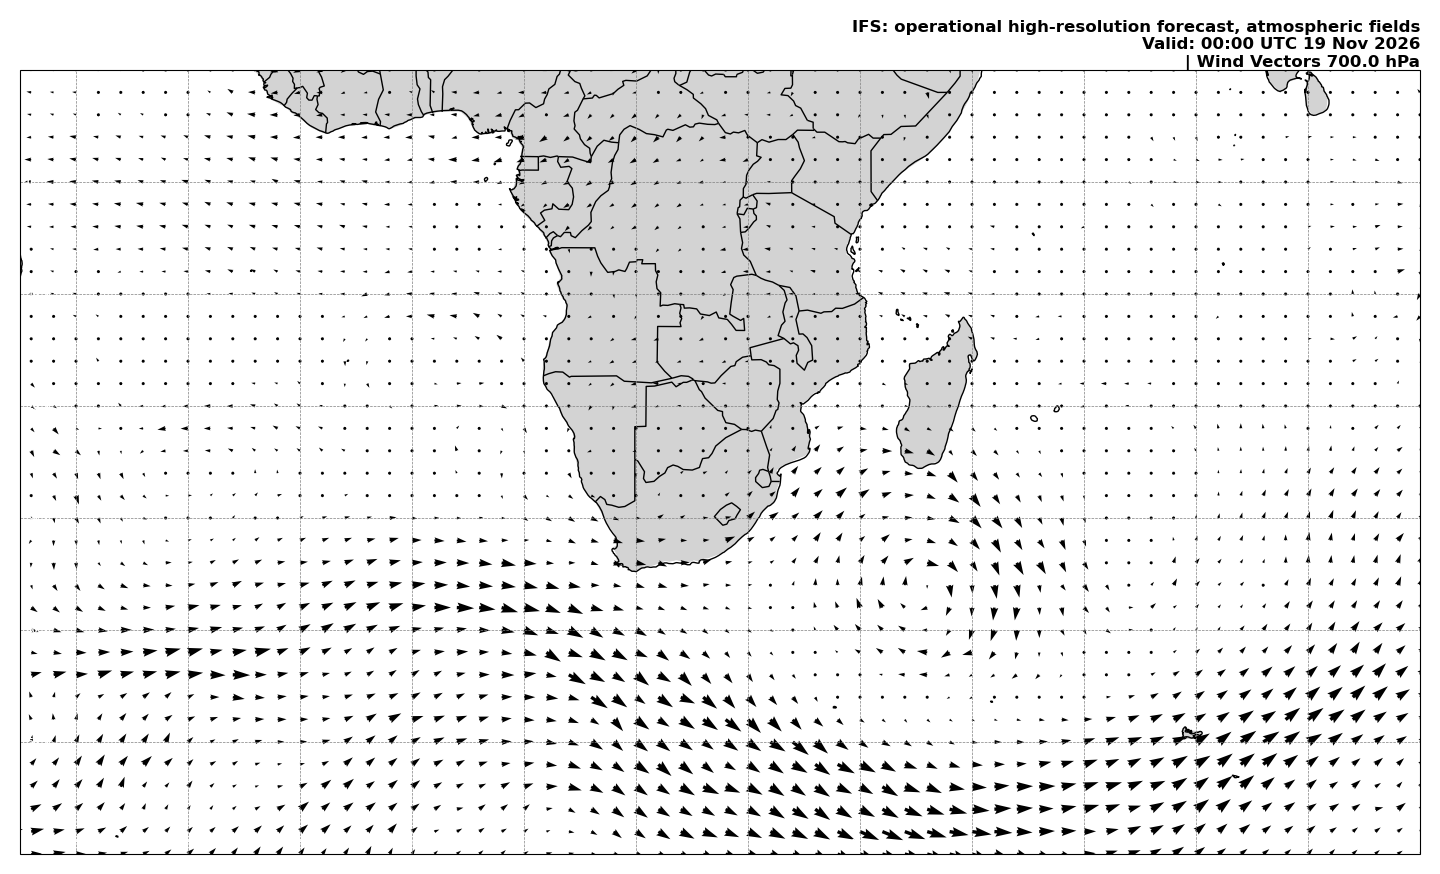 IFS: operational high-resolution forecast, atmospheric fields
Valid: 00:00 UTC 19 Nov 2026
| Wind Vectors 700.0 hPa